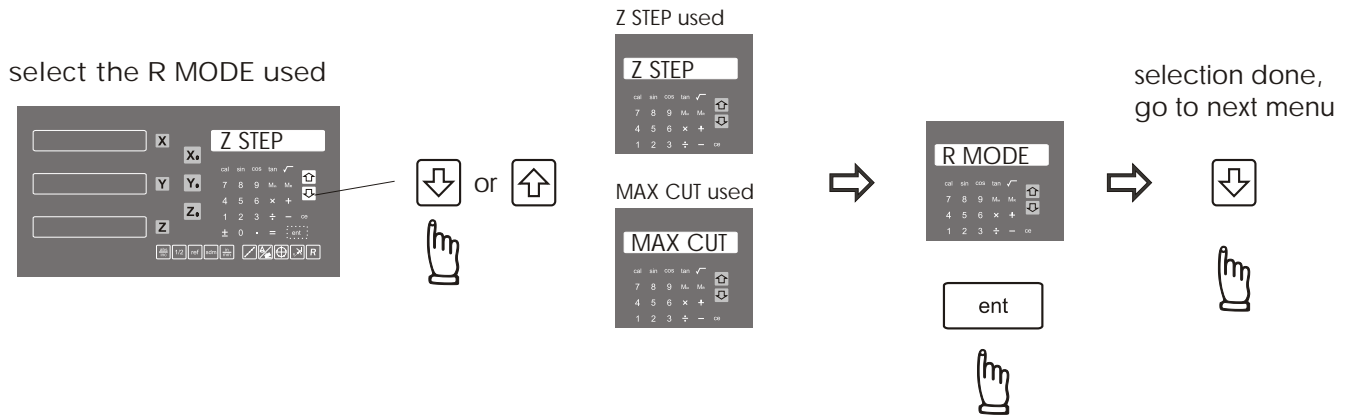 select the R MODE used
X
Y
Z
X₀
Y₀
Z₀
Z STEP
cal sin cos tan √
7 8 9
4 5 6 × +
1 2 3 ÷ − ce
± 0 · = ent
1/2 ref sdm
R
or
Z STEP used
Z STEP
cal sin cos tan √
7 8 9
4 5 6 × +
1 2 3 ÷ − ce
MAX CUT used
MAX CUT
cal sin cos tan √
7 8 9
4 5 6 × +
1 2 3 ÷ − ce
R MODE
cal sin cos tan √
7 8 9
4 5 6 × +
1 2 3 ÷ − ce
ent
selection done,
go to next menu